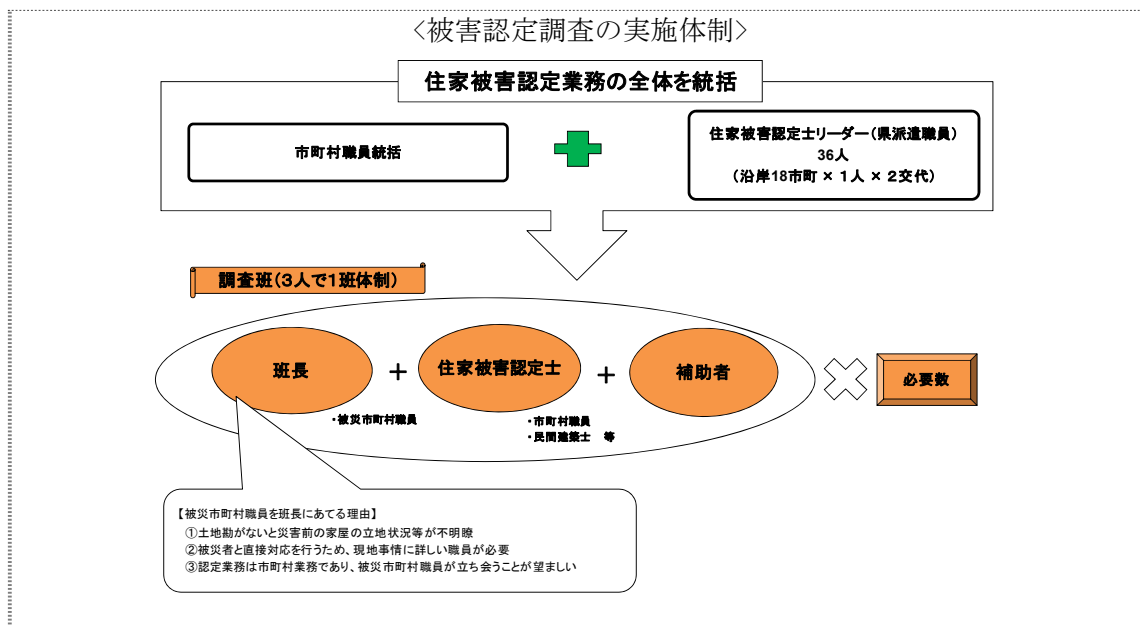 <被害認定調査の実施体制>
住家被害認定業務の全体を統括
市町村職員統括
住家被害認定士リーダー(県派遣職員)
36人
(沿岸18市町 × 1人 × 2交代)
調査班(3人で1班体制)
班長
+
住家被害認定士
+
補助者
必要数
・被災市町村職員
・市町村職員
・民間建築士 等
【被災市町村職員を班長にあてる理由】
①土地勘がないと災害前の家屋の立地状況等が不明瞭
②被災者と直接対応を行うため、現地事情に詳しい職員が必要
③認定業務は市町村業務であり、被災市町村職員が立ち会うことが望ましい